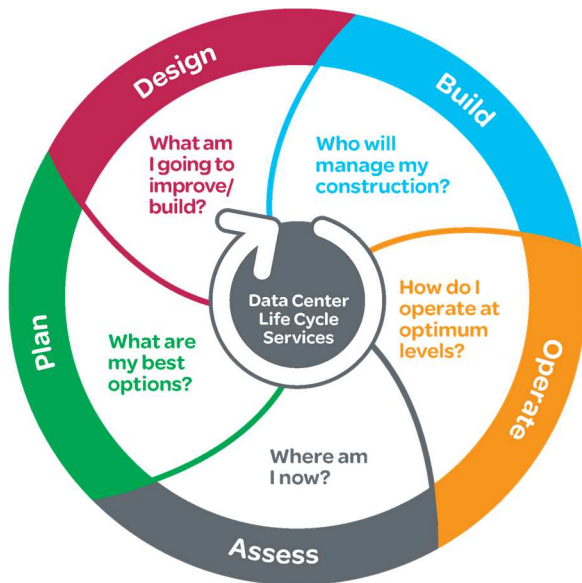 Design
What am
I going to
improve/
build?
Build
Who will
manage my
construction?
Operate
How do I
operate at
optimum
levels?
Assess
Where am
I now?
Plan
What are
my best
options?
Data Center
Life Cycle
Services